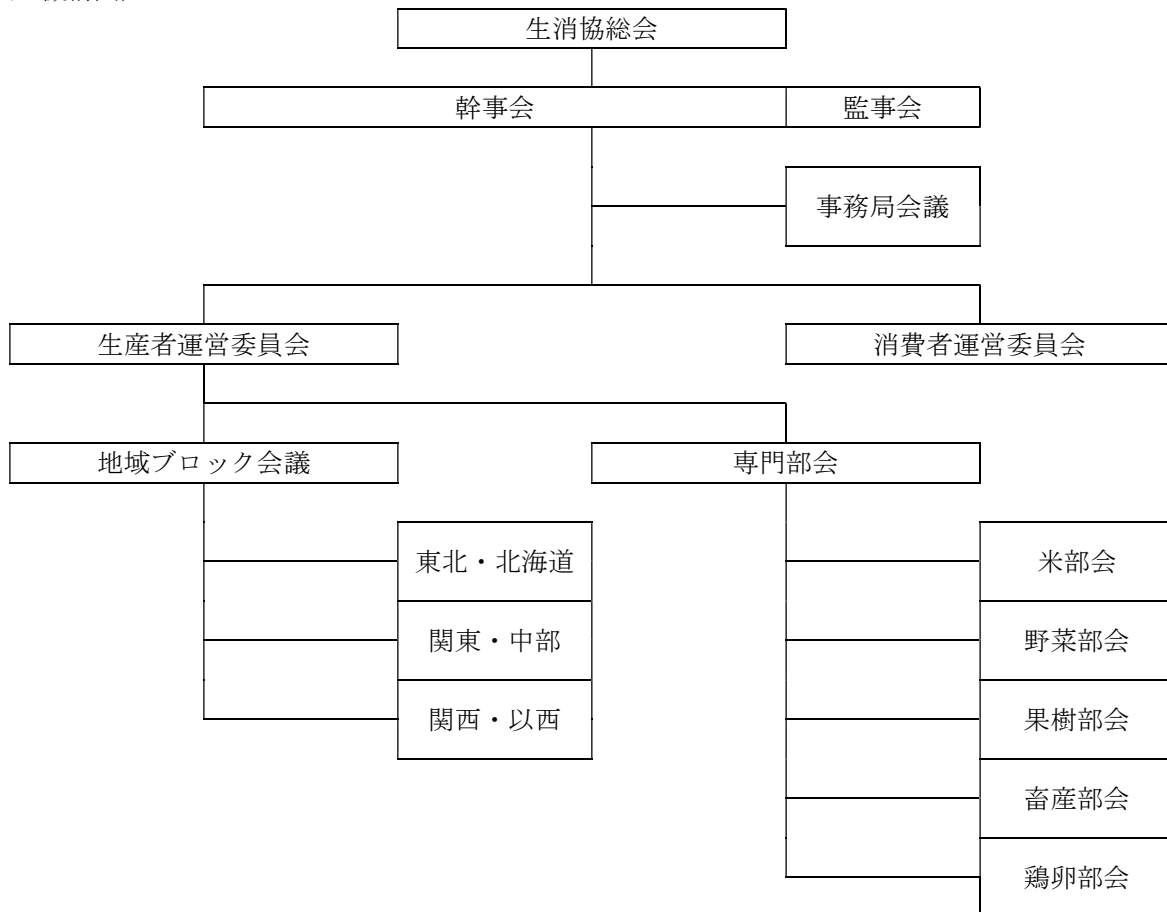 生消協総会
幹事会 監事会
事務局会議
生産者運営委員会 消費者運営委員会
地域ブロック会議 専門部会
東北・北海道 米部会
関東・中部 野菜部会
関西・以西 果樹部会
畜産部会
鶏卵部会